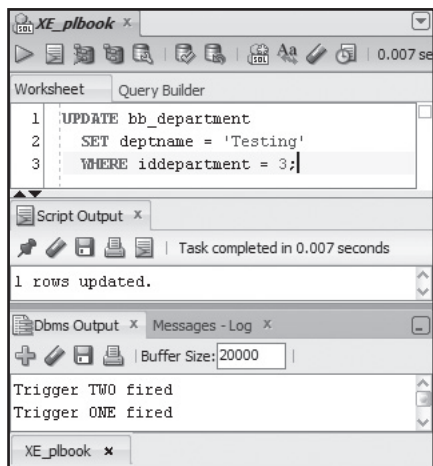 SQL XE_plbook x
Aa 0.007 se
Worksheet Query Builder
1 UPDATE bb_department
2 SET deptname = 'Testing'
3 WHERE iddepartment = 3;
Script Output x
Task completed in 0.007 seconds
1 rows updated.
Dbms Output x Messages - Log x
Buffer Size: 20000
Trigger TWO fired
Trigger ONE fired
XE_plbook x